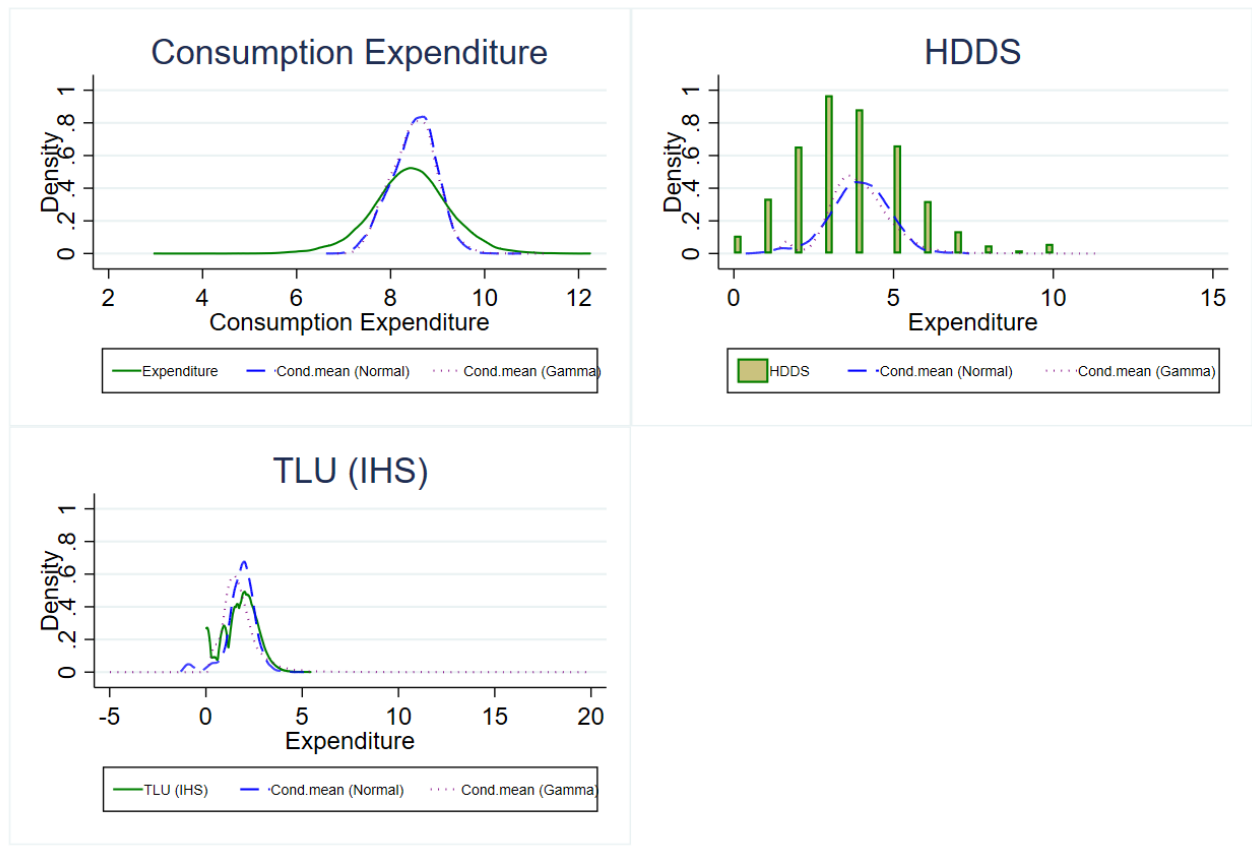 Consumption Expenditure
Density
0 .2 .4 .6 .8 1
2 4 6 8 10 12
Consumption Expenditure
Expenditure Cond.mean (Normal) Cond.mean (Gamma)
HDDS
Density
0 .2 .4 .6 .8 1
0 5 10 15
Expenditure
HDDS Cond.mean (Normal) Cond.mean (Gamma)
TLU (IHS)
Density
0 .2 .4 .6 .8 1
-5 0 5 10 15 20
Expenditure
TLU (IHS) Cond.mean (Normal) Cond.mean (Gamma)